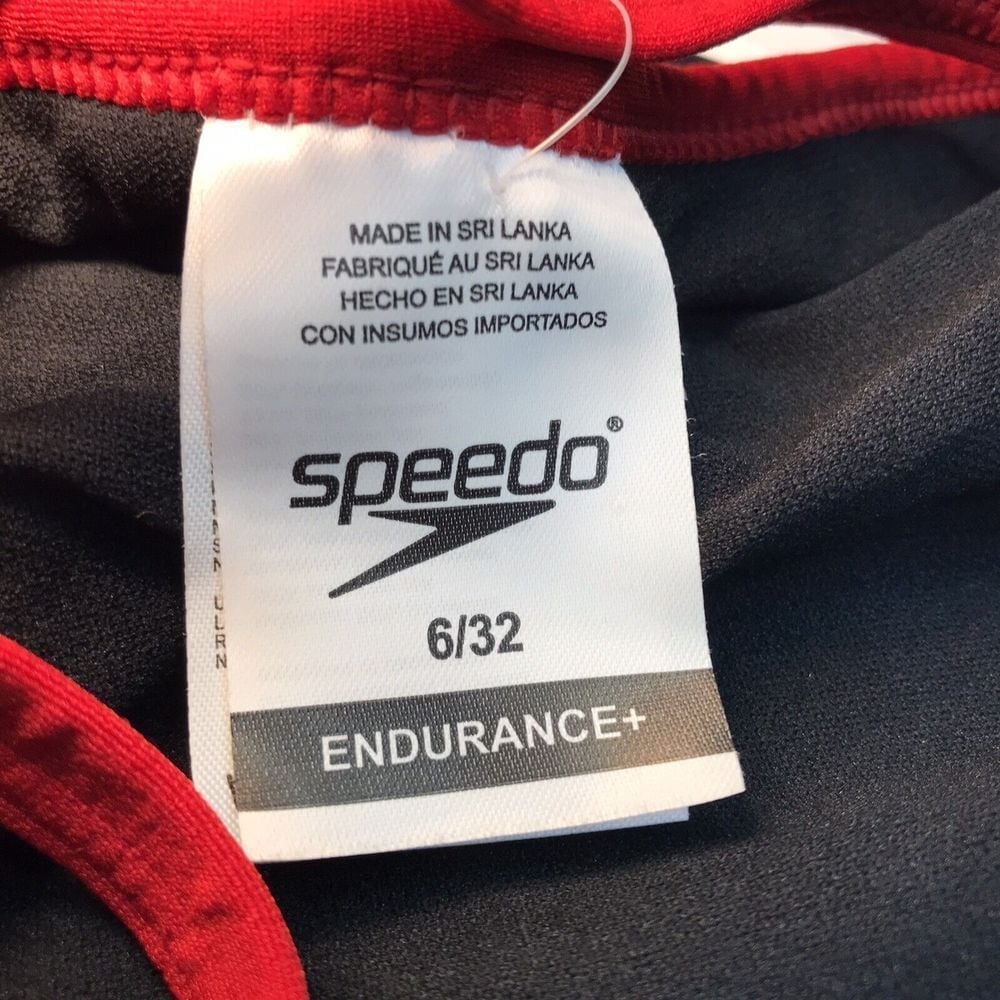 MADE IN SRI LANKA
FABRIQUÉ AU SRI LANKA
HECHO EN SRI LANKA
CON INSUMOS IMPORTADOS
speedo®
6/32
ENDURANCE+